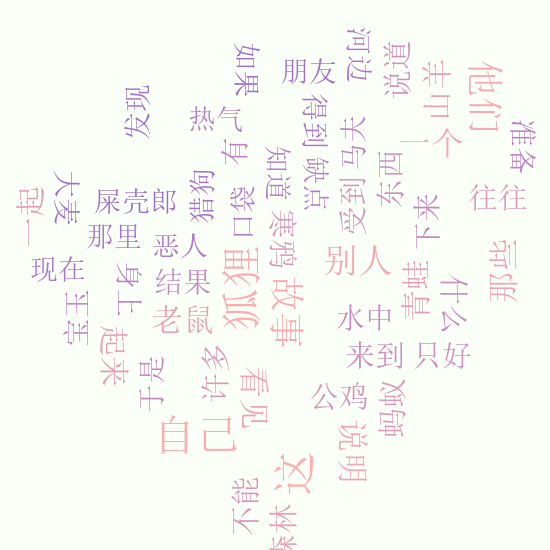 如果
朋友
河边
说道
山羊
他们
发现
热气
有
得到
缺点
马夫
一个
准备
大麦
屎壳郎
猎狗
口袋
知道
受到
东西
往往
一起
那里
恶人
寒鸦
下来
现在
身上
结果
狐狸
别人
青蛙
那些
宝玉
老鼠
故事
水中
什么
起来
于是
许多
看见
来到
只好
自己
公鸡
蚂蚁
说明
不能
这
森林